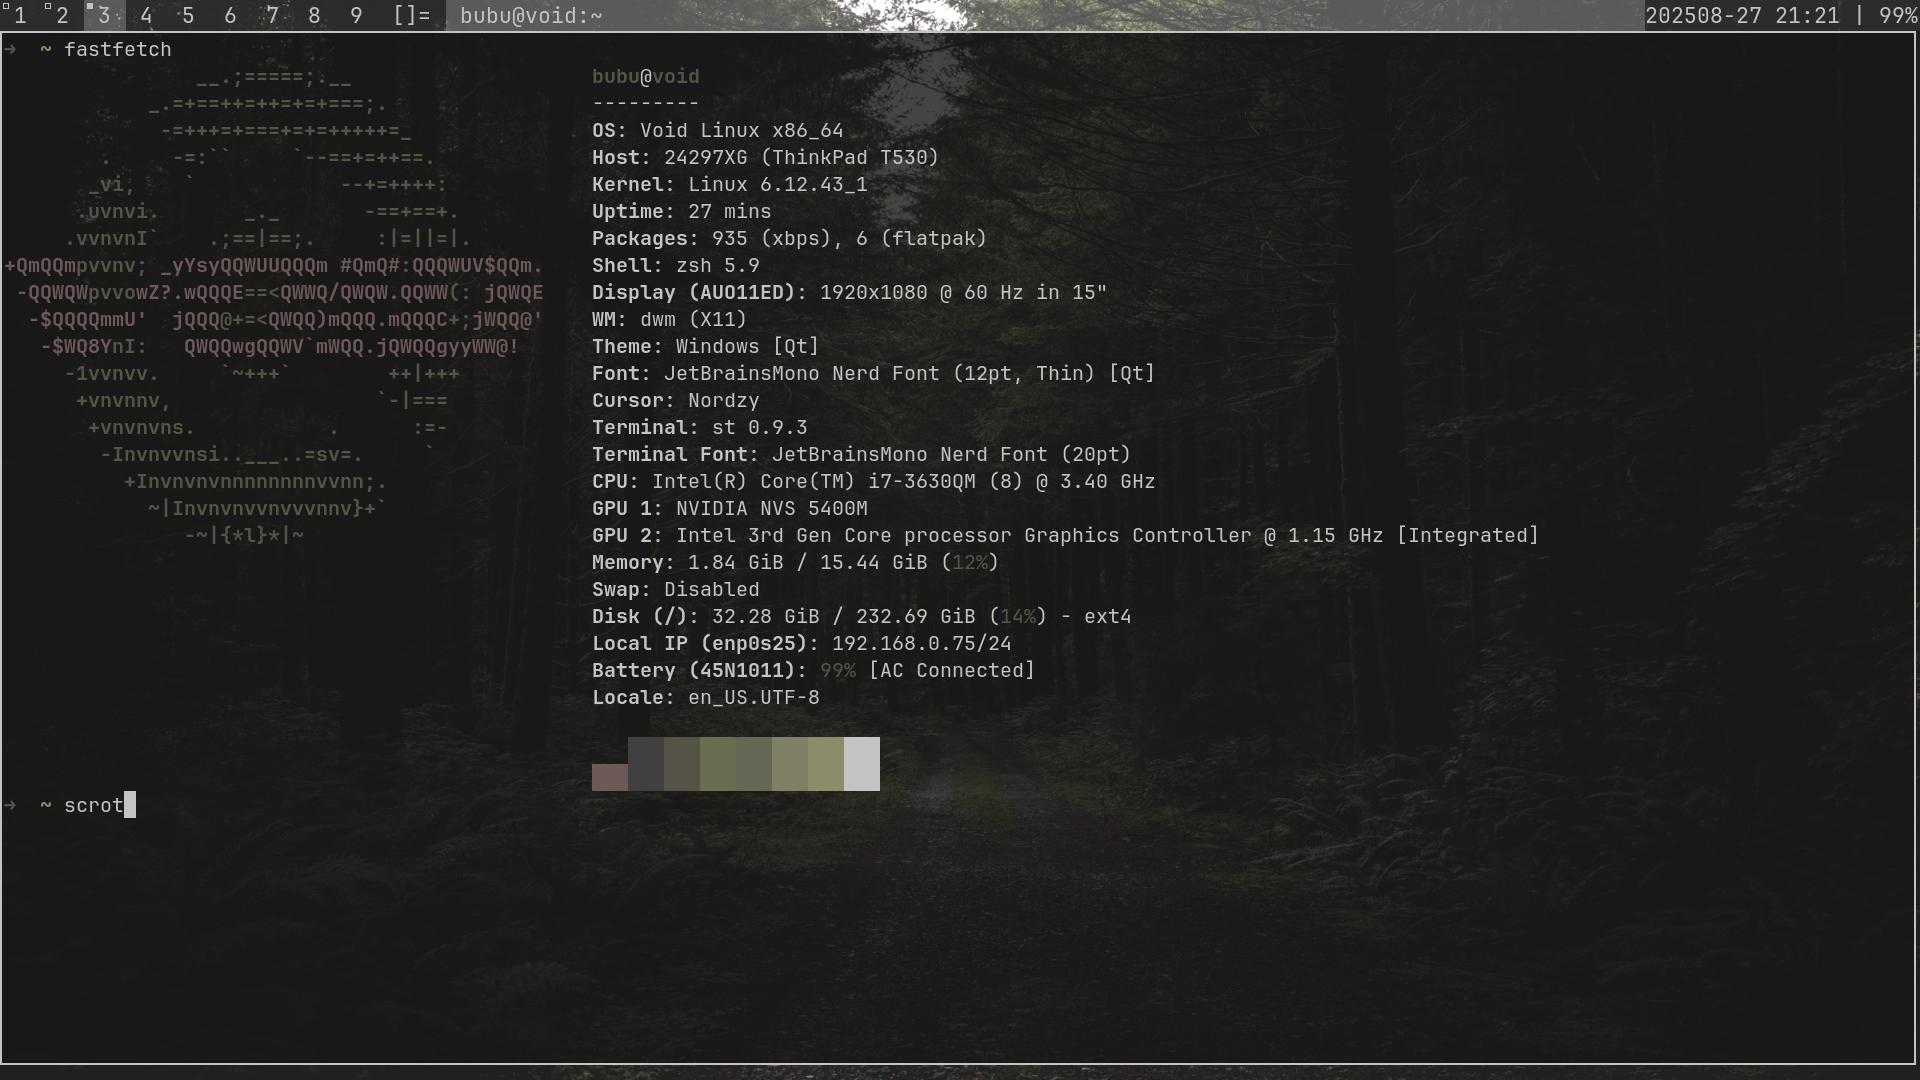 1 2 3 4 5 6 7 8 9 []= bubu@void:~ 202508-27 21:21 | 99%
→ ~ fastfetch
__.;=====;.__
_.=+==++=++=+=+===;.
-=+++=+===+=+=+++++=_
. -=:`` `--==+=++==.
_vi, ` --+=++++:
.uvnvi. _._ -==+==+.
.vvnvnI` .;==|==;. :|=||=|.
+QmQQmpvvnv; _yYsyQQWUUQQQm #QmQ#:QQQWUV$QQm.
-QQWQWpvvowZ?.wQQQE==<QWWQ/QWQW.QQWW(: jQWQE
-$QQQQmmU' jQQQ@+=<QWQQ)mQQQ.mQQQC+;jWQQ@'
-$WQ8YnI: QWQQwgQQWV`mWQQ.jQWQQgyyWW@!
-1vvnvv. `~+++` ++|+++
+vnvnnv, `-|===
+vnvnvns. . :=-
-Invnvvnsi..___..=sv=. `
+Invnvnvnnnnnnnnvvnn;.
~|Invnvnvvnvvvnnv}+`
-~|{*l}*|~
bubu@void
---------
OS: Void Linux x86_64
Host: 24297XG (ThinkPad T530)
Kernel: Linux 6.12.43_1
Uptime: 27 mins
Packages: 935 (xbps), 6 (flatpak)
Shell: zsh 5.9
Display (AUO11ED): 1920x1080 @ 60 Hz in 15"
WM: dwm (X11)
Theme: Windows [Qt]
Font: JetBrainsMono Nerd Font (12pt, Thin) [Qt]
Cursor: Nordzy
Terminal: st 0.9.3
Terminal Font: JetBrainsMono Nerd Font (20pt)
CPU: Intel(R) Core(TM) i7-3630QM (8) @ 3.40 GHz
GPU 1: NVIDIA NVS 5400M
GPU 2: Intel 3rd Gen Core processor Graphics Controller @ 1.15 GHz [Integrated]
Memory: 1.84 GiB / 15.44 GiB (12%)
Swap: Disabled
Disk (/): 32.28 GiB / 232.69 GiB (14%) - ext4
Local IP (enp0s25): 192.168.0.75/24
Battery (45N1011): 99% [AC Connected]
Locale: en_US.UTF-8
→ ~ scrot